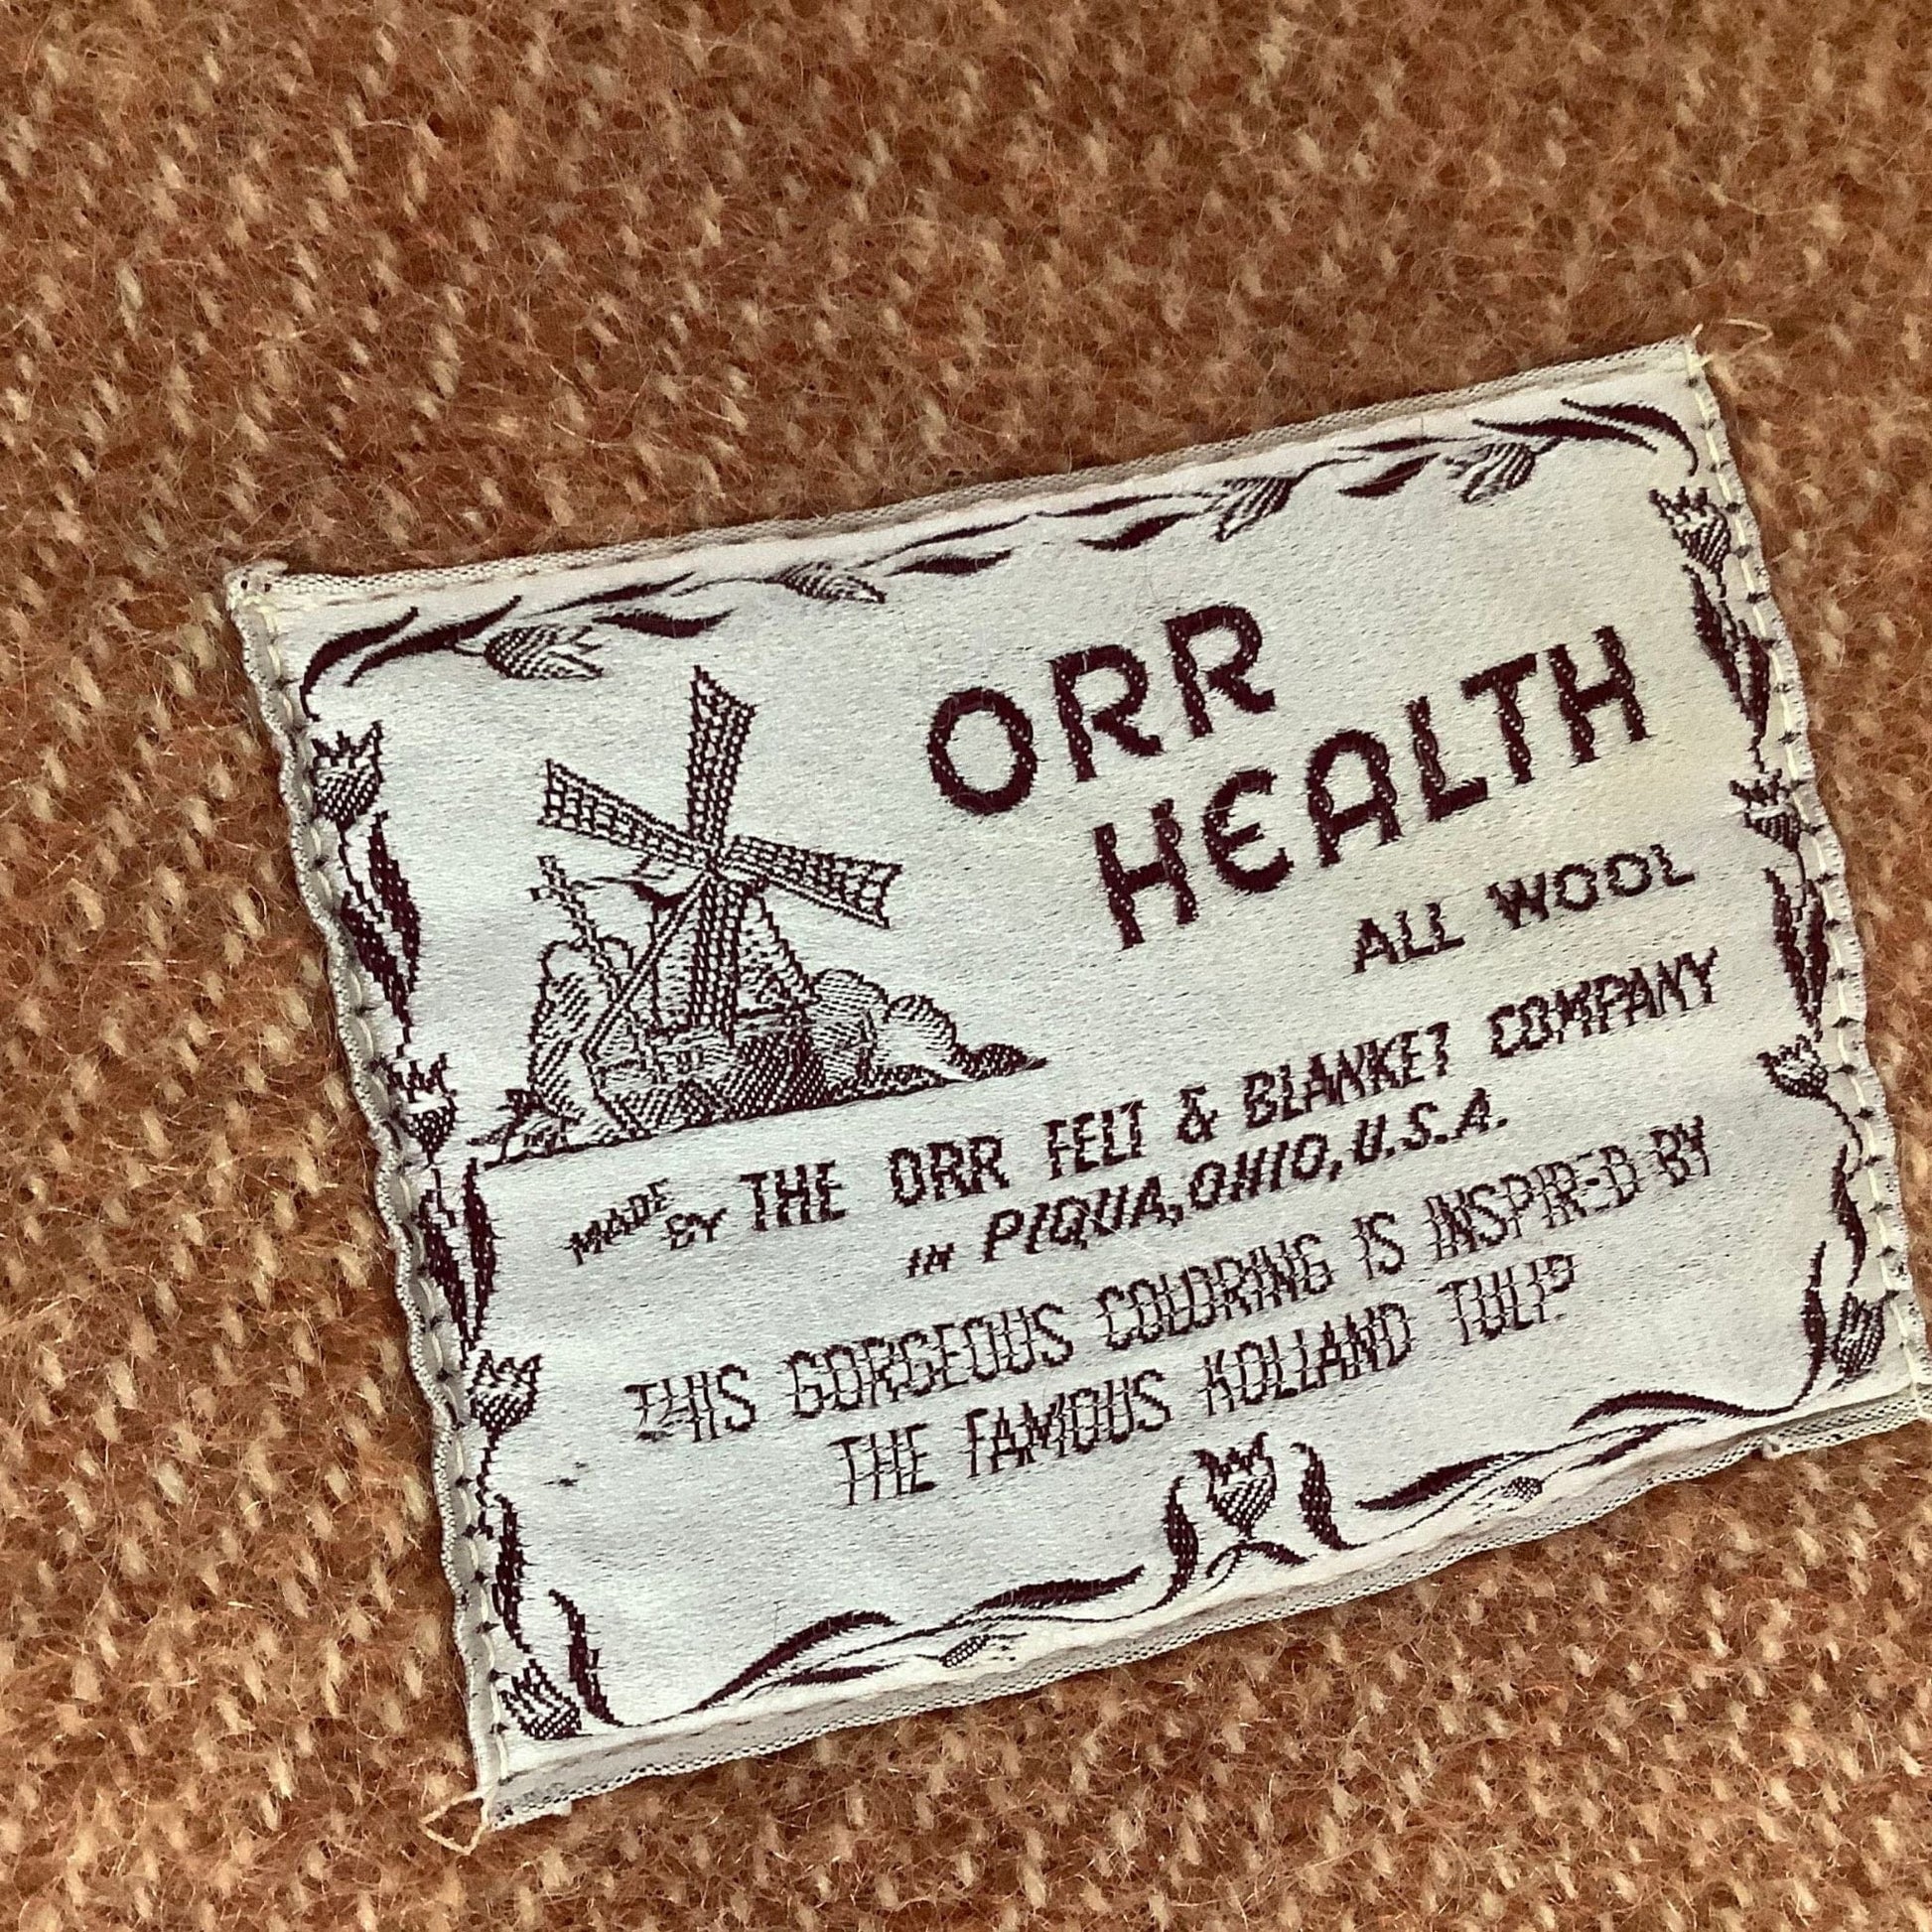 ORR
HEALTH
ALL WOOL
MADE BY THE ORR FELT & BLANKET COMPANY
IN PIQUA, OHIO, U.S.A.
THIS GORGEOUS COLORING IS INSPIRED BY
THE FAMOUS HOLLAND TULIP